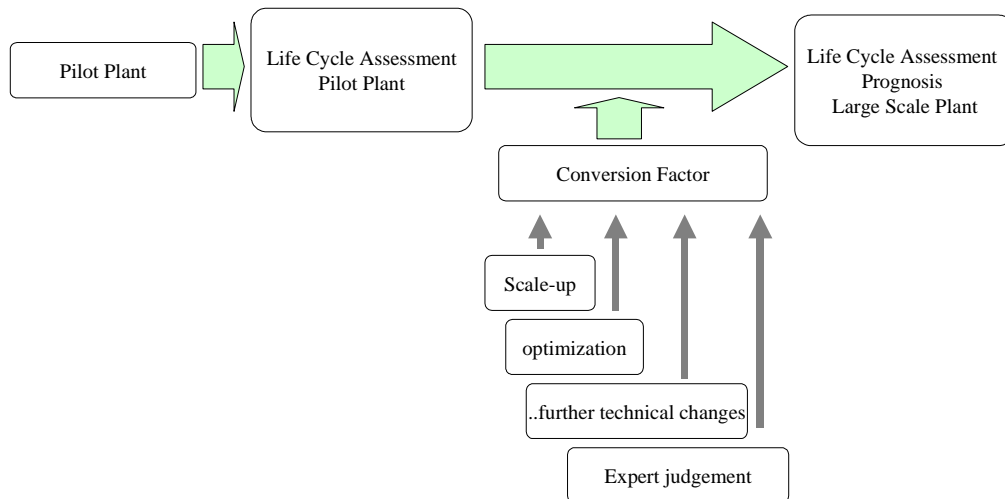 Pilot Plant
Life Cycle Assessment
Pilot Plant
Life Cycle Assessment
Prognosis
Large Scale Plant
Conversion Factor
Scale-up
optimization
..further technical changes
Expert judgement